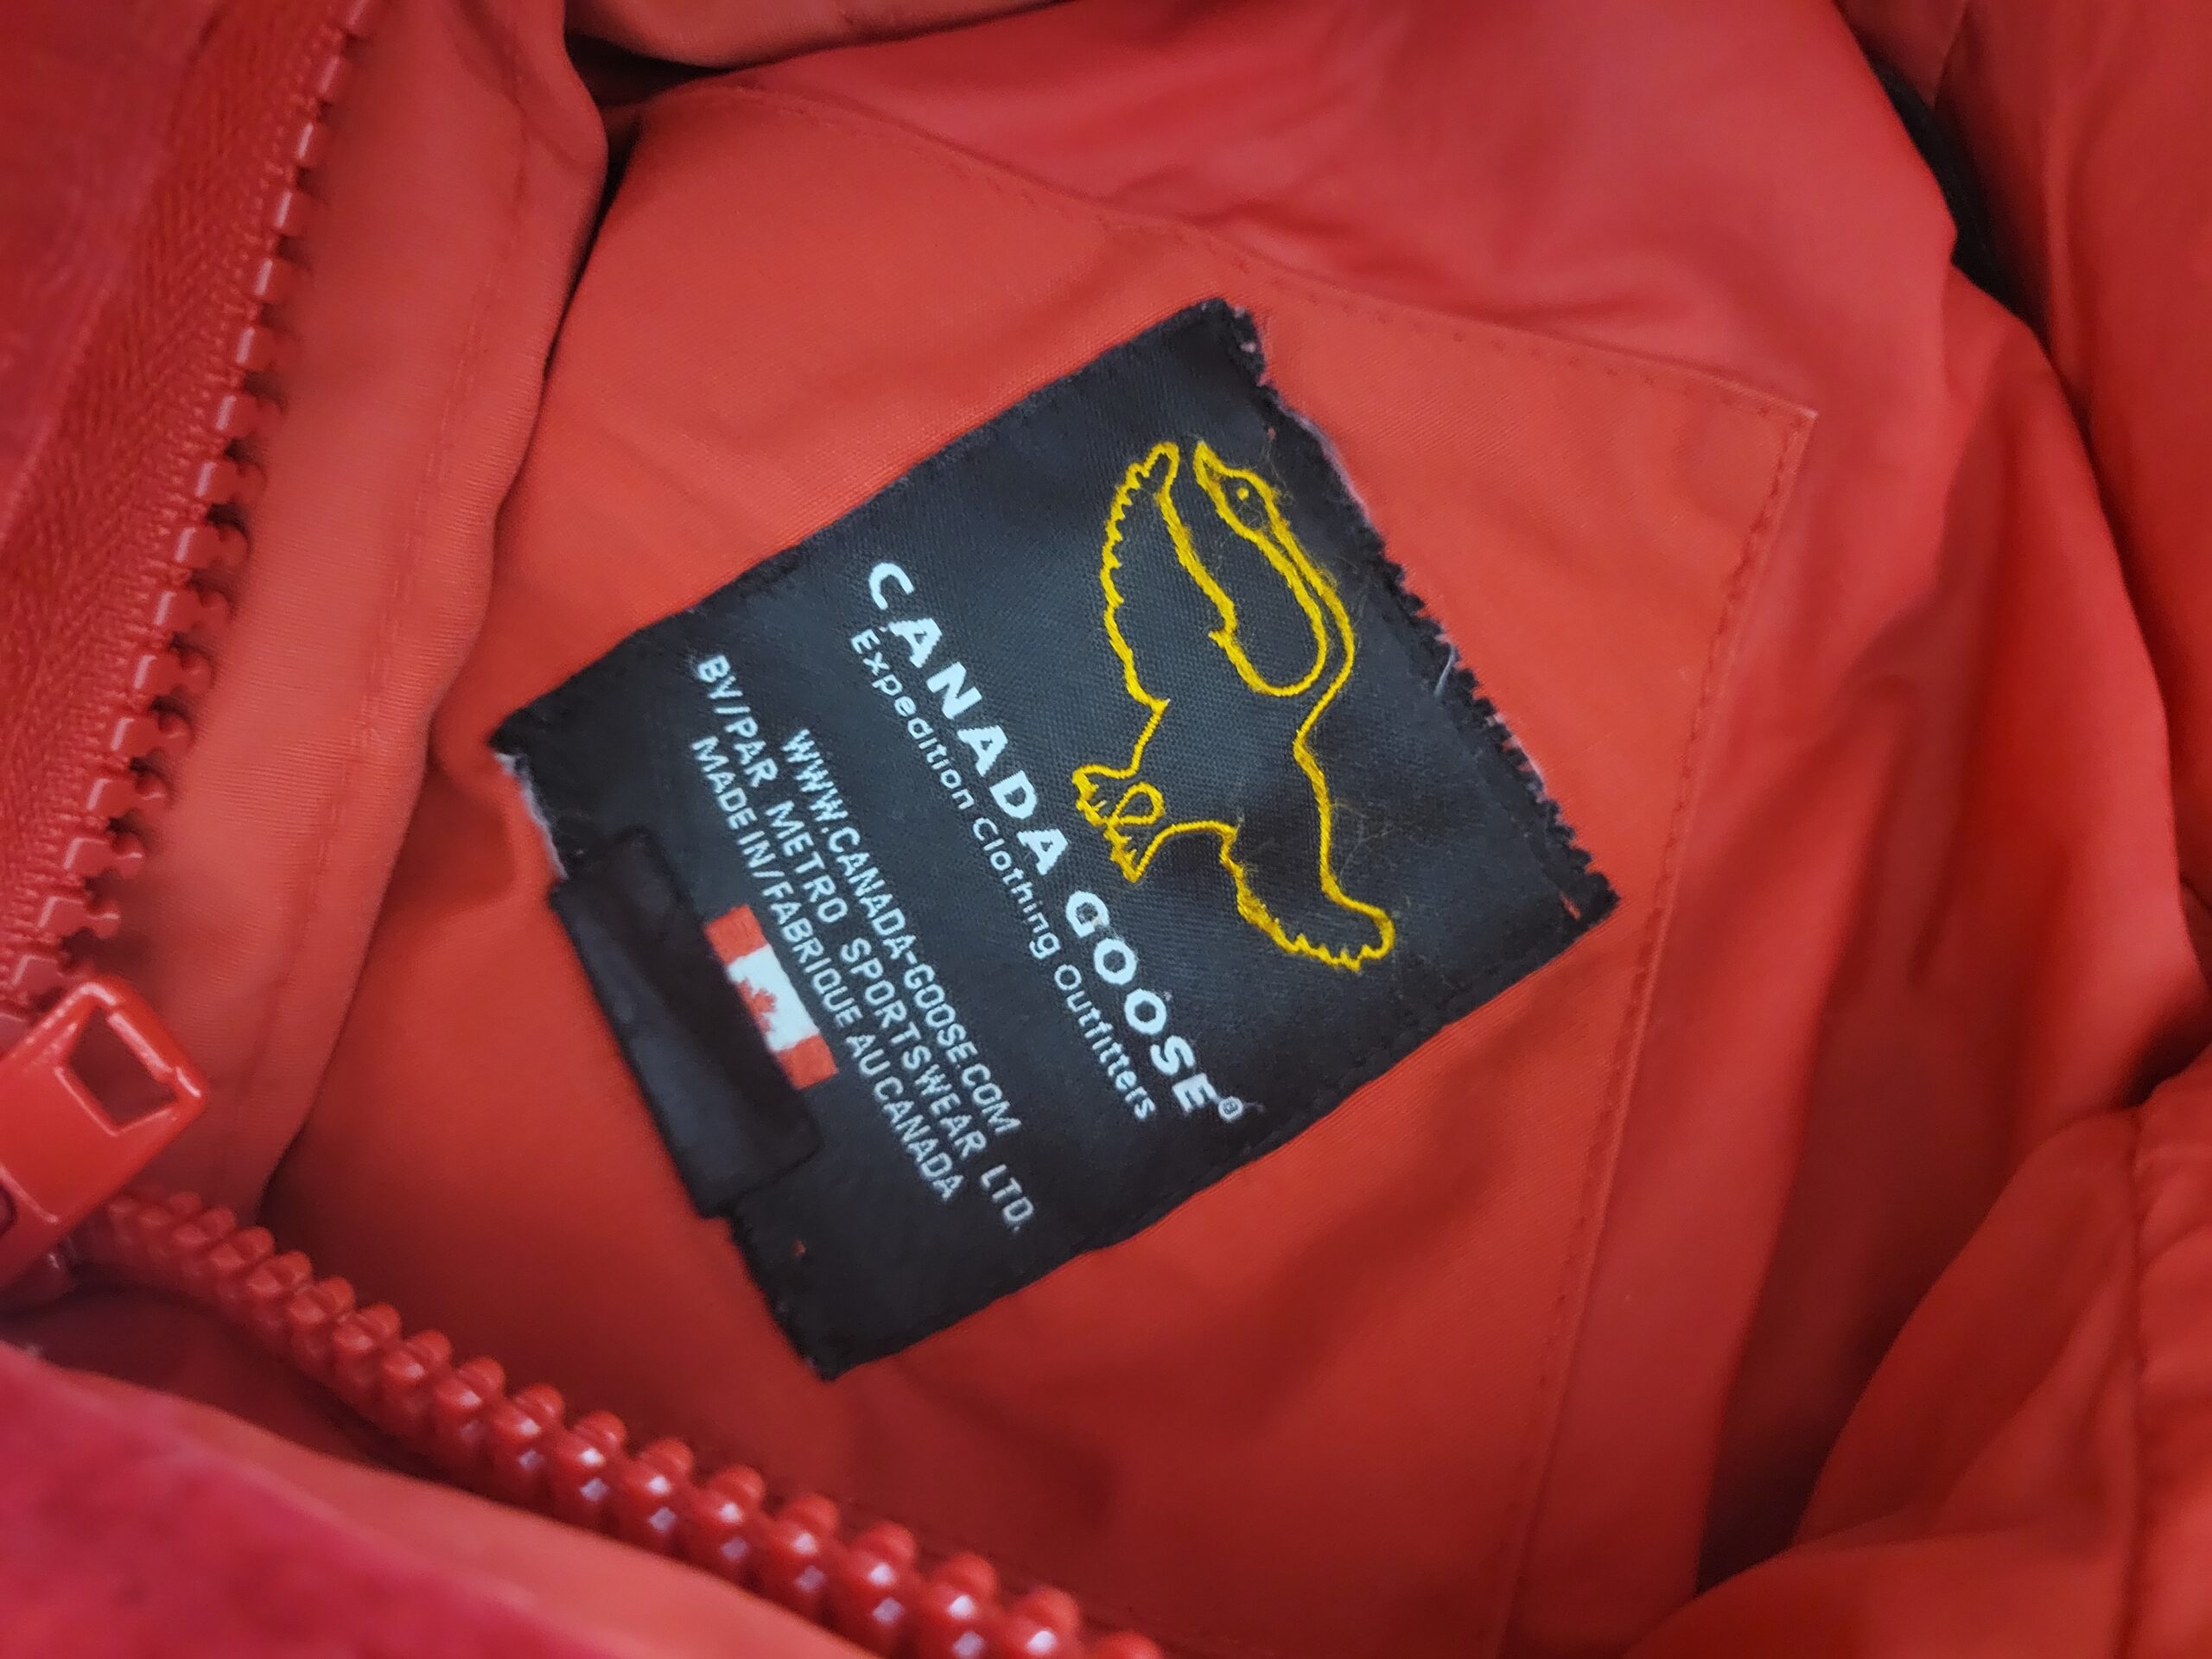 CANADA GOOSE®
Expedition Clothing Outfitters
WWW.CANADA-GOOSE.COM
BY/PAR METRO SPORTSWEAR LTD.
MADE IN/FABRIQUE AU CANADA